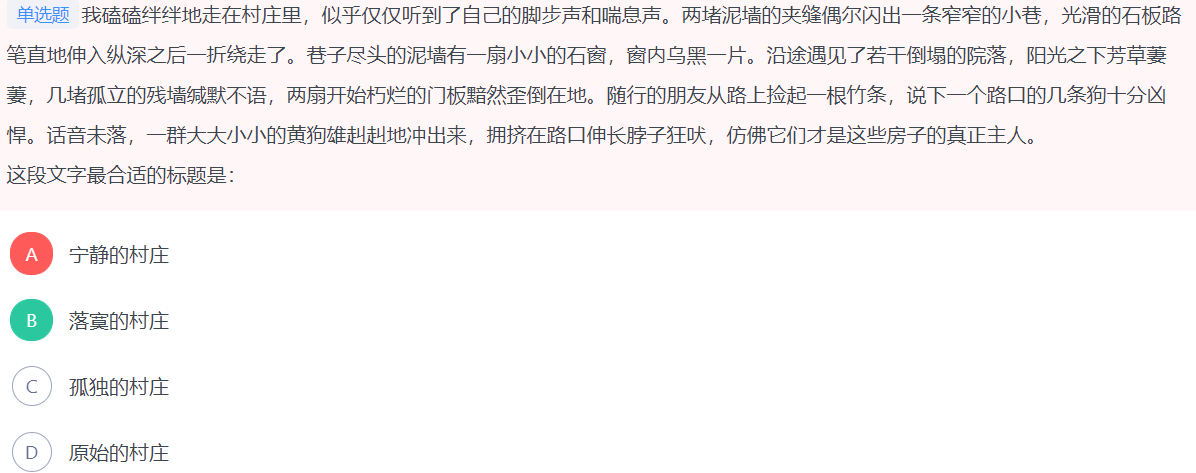 单选题 我磕磕绊绊地走在村庄里，似乎仅仅听到了自己的脚步声和喘息声。两堵泥墙的夹缝偶尔闪出一条窄窄的小巷，光滑的石板路
笔直地伸入纵深之后一折绕走了。巷子尽头的泥墙有一扇小小的石窗，窗内乌黑一片。沿途遇见了若干倒塌的院落，阳光之下芳草萋
萋，几堵孤立的残墙缄默不语，两扇开始朽烂的门板黯然歪倒在地。随行的朋友从路上捡起一根竹条，说下一个路口的几条狗十分凶
悍。话音未落，一群大大小小的黄狗雄赳赳地冲出来，拥挤在路口伸长脖子狂吠，仿佛它们才是这些房子的真正主人。
这段文字最合适的标题是：
A 宁静的村庄
B 落寞的村庄
C 孤独的村庄
D 原始的村庄